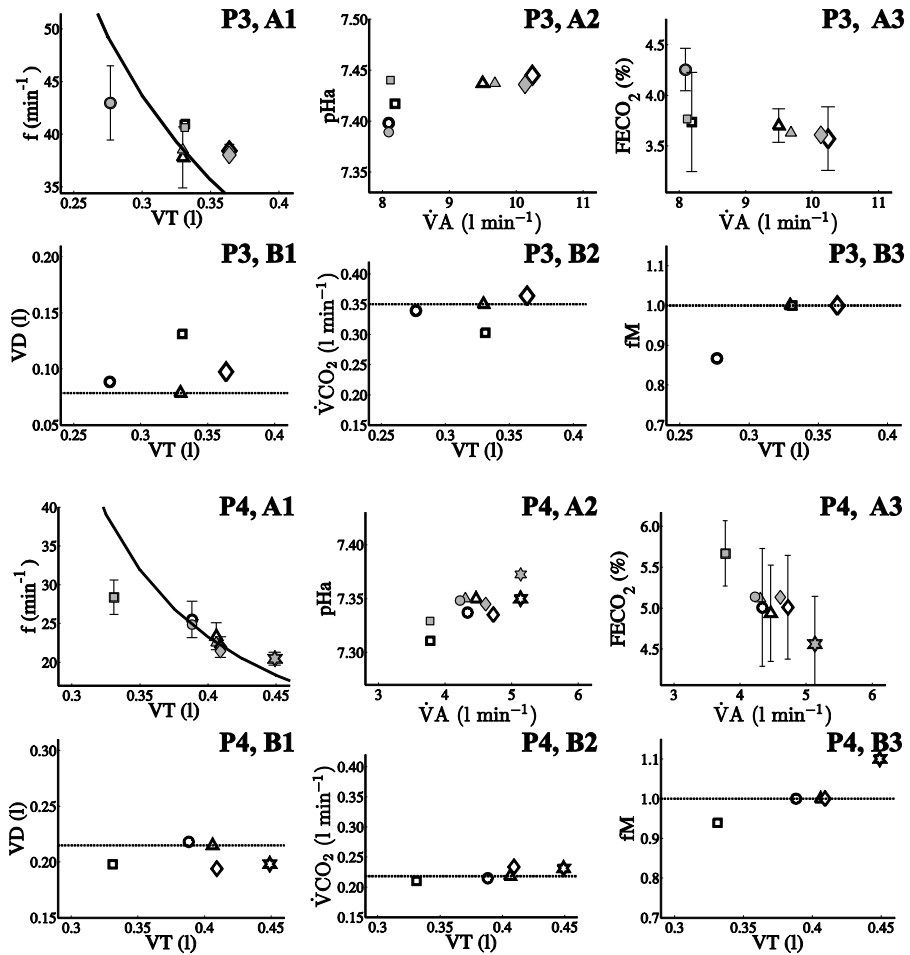 P3, A1
f (min⁻¹)
50
45
40
35
0.25 0.3 0.35 0.4
VT (l)
P3, A2
pHa
7.50
7.45
7.40
7.35
8 9 10 11
V̇A (l min⁻¹)
P3, A3
FECO₂ (%)
4.5
4.0
3.5
8 9 10 11
V̇A (l min⁻¹)
P3, B1
VD (l)
0.20
0.15
0.10
0.05
0.25 0.3 0.35 0.4
VT (l)
P3, B2
V̇CO₂ (l min⁻¹)
0.40
0.35
0.30
0.25
0.20
0.15
0.25 0.3 0.35 0.4
VT (l)
P3, B3
fM
1.1
1.0
0.9
0.8
0.7
0.25 0.3 0.35 0.4
VT (l)
P4, A1
f (min⁻¹)
40
35
30
25
20
0.3 0.35 0.4 0.45
VT (l)
P4, A2
pHa
7.40
7.35
7.30
3 4 5 6
V̇A (l min⁻¹)
P4, A3
FECO₂ (%)
6.0
5.5
5.0
4.5
3 4 5 6
V̇A (l min⁻¹)
P4, B1
VD (l)
0.30
0.25
0.20
0.15
0.3 0.35 0.4 0.45
VT (l)
P4, B2
V̇CO₂ (l min⁻¹)
0.40
0.35
0.30
0.25
0.20
0.15
0.3 0.35 0.4 0.45
VT (l)
P4, B3
fM
1.1
1.0
0.9
0.8
0.7
0.3 0.35 0.4 0.45
VT (l)